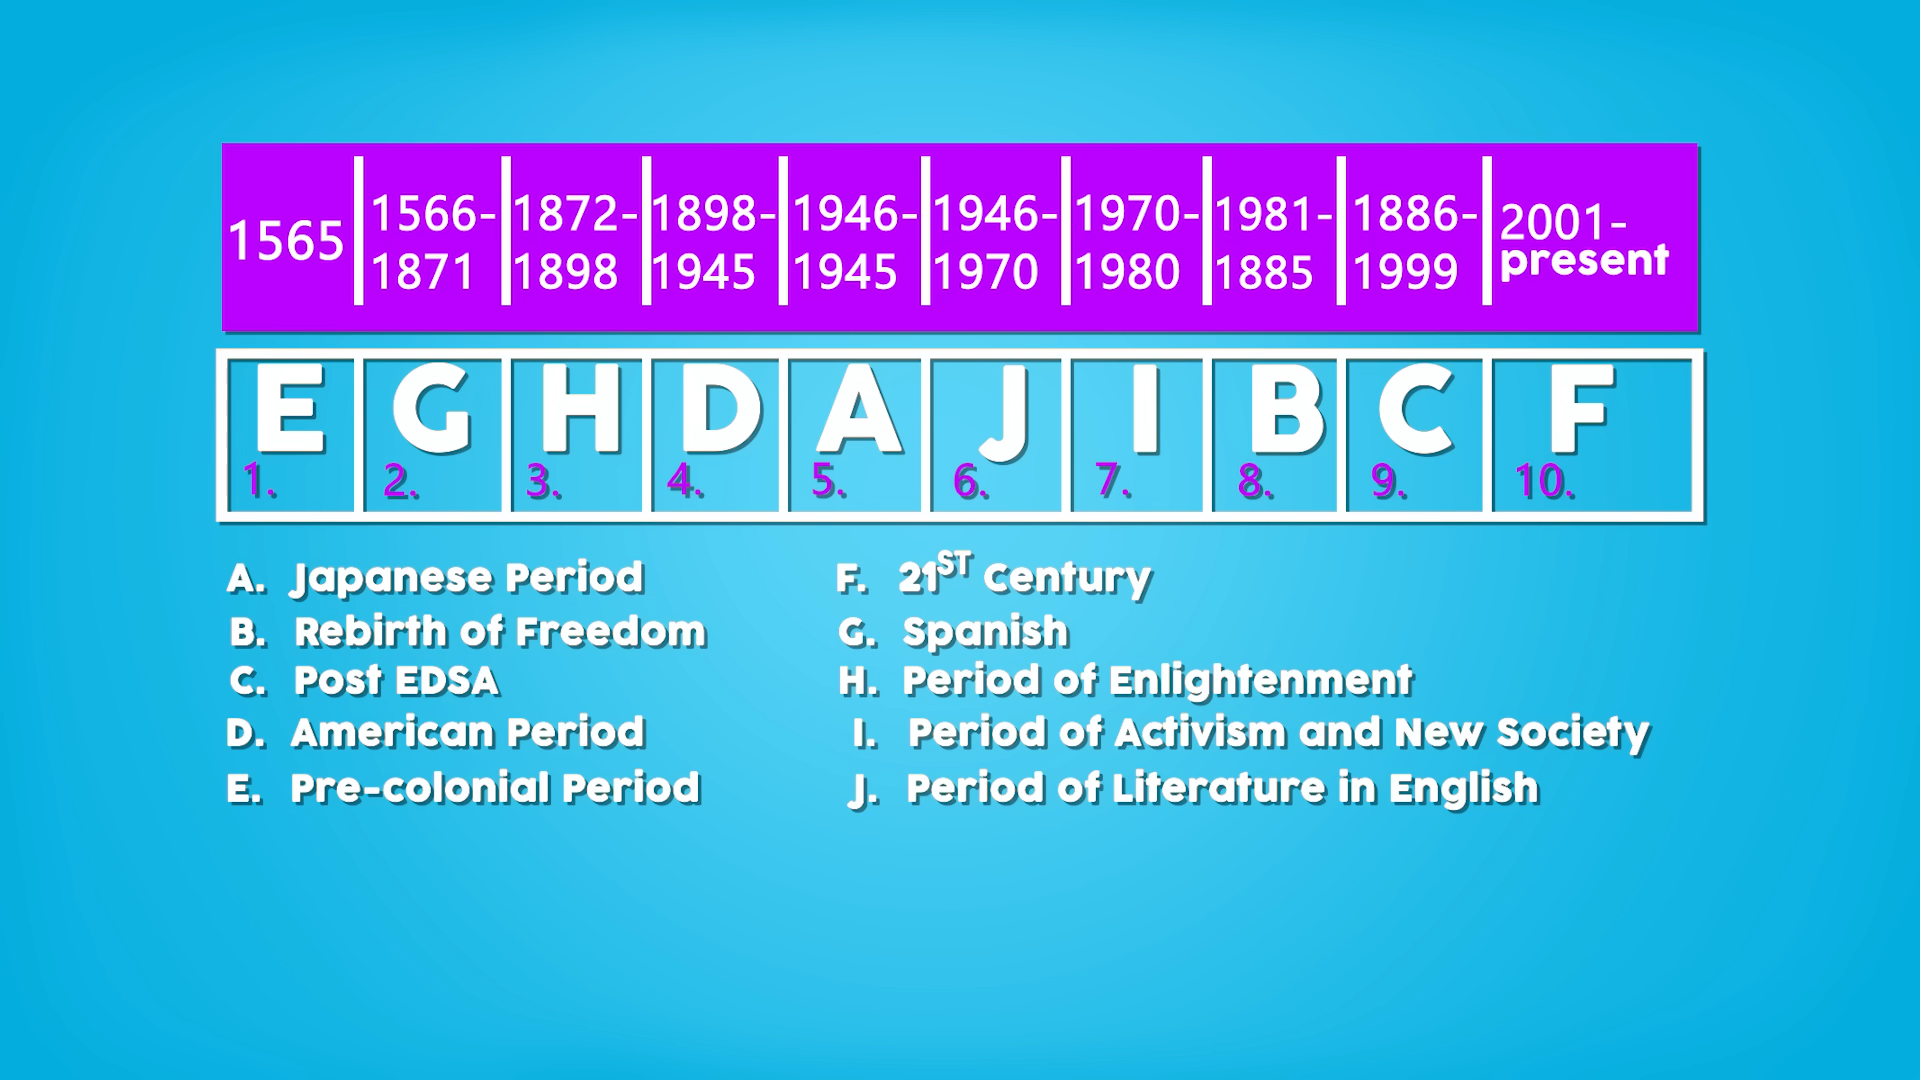 1565 1566- 1872- 1898- 1946- 1946- 1970- 1981- 1886- 2001-
1871 1898 1945 1945 1970 1980 1885 1999 present
E G H D A J I B C F
1. 2. 3. 4. 5. 6. 7. 8. 9. 10.
A. Japanese Period
B. Rebirth of Freedom
C. Post EDSA
D. American Period
E. Pre-colonial Period
F. 21ST Century
G. Spanish
H. Period of Enlightenment
I. Period of Activism and New Society
J. Period of Literature in English